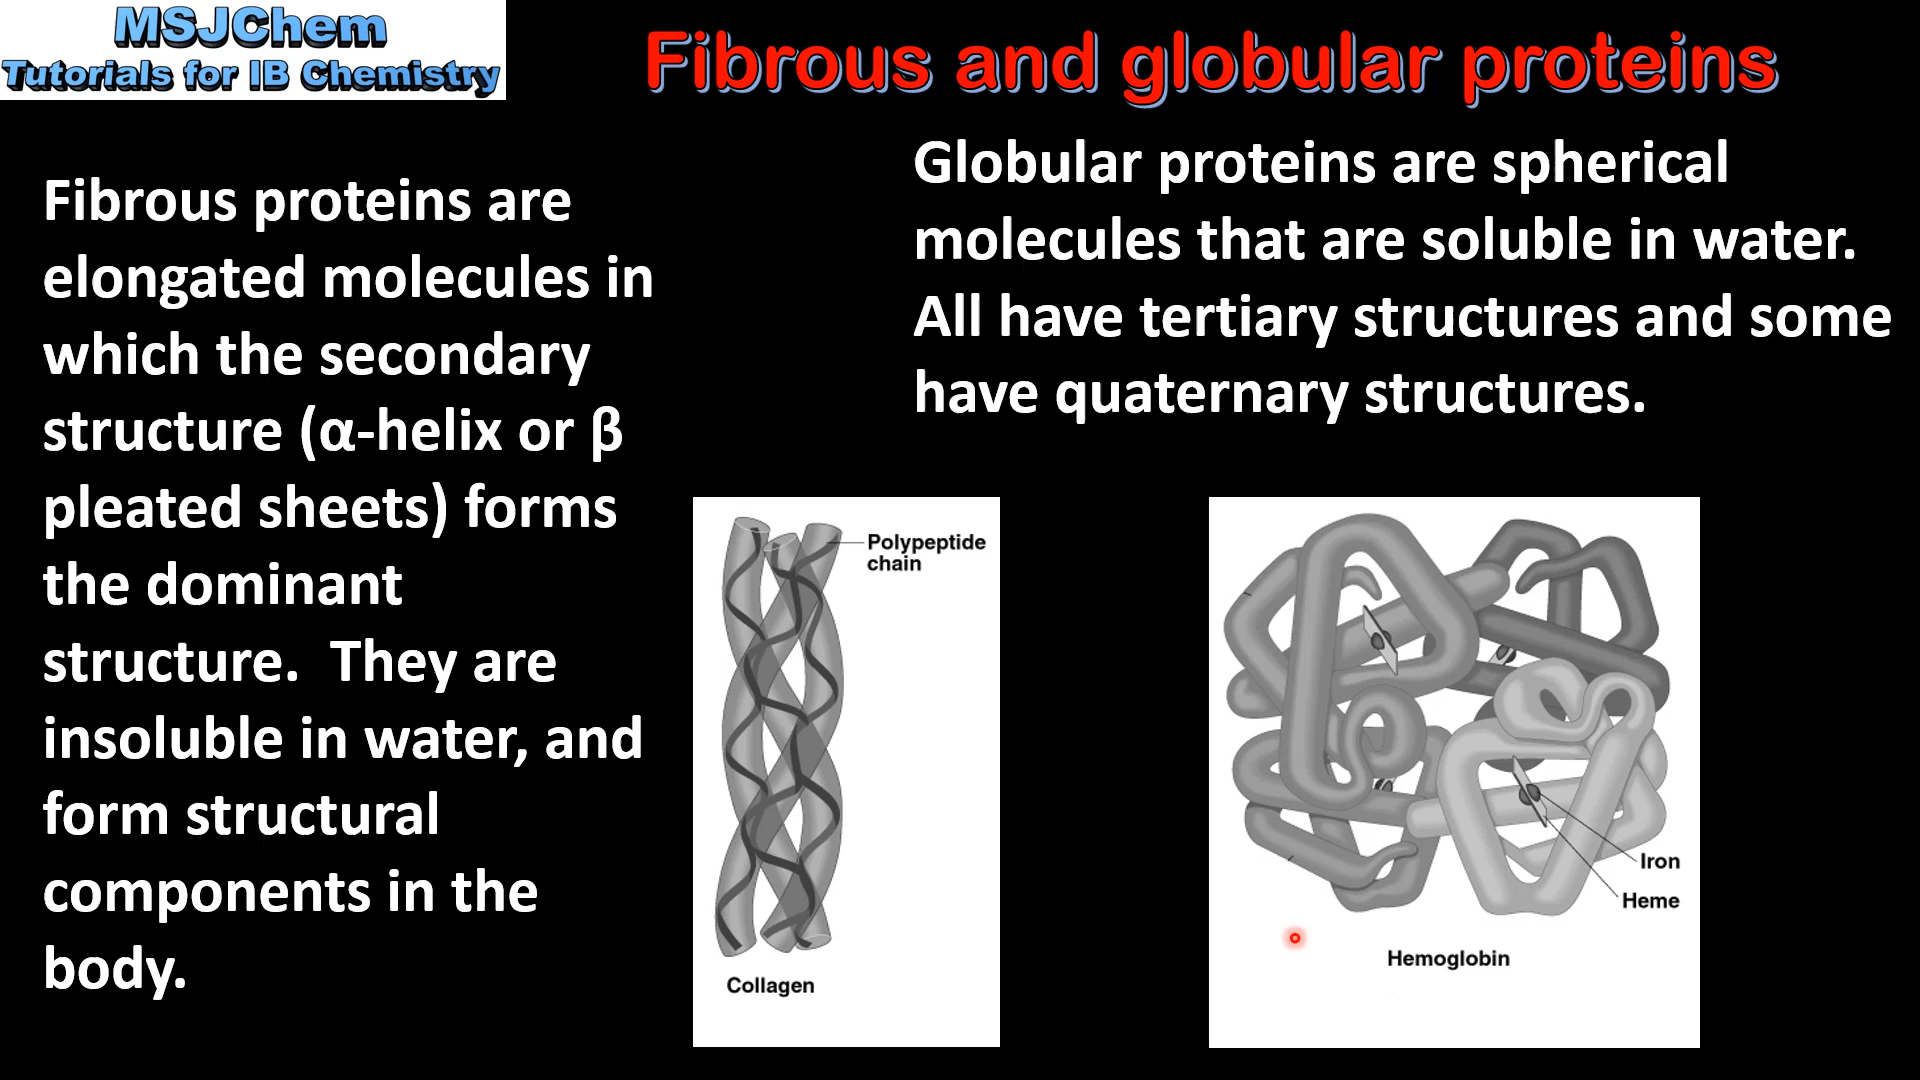 MSJChem
Tutorials for IB Chemistry
Fibrous and globular proteins
Fibrous proteins are
elongated molecules in
which the secondary
structure (α-helix or β
pleated sheets) forms
the dominant
structure.  They are
insoluble in water, and
form structural
components in the
body.
Globular proteins are spherical
molecules that are soluble in water.
All have tertiary structures and some
have quaternary structures.
Polypeptide
chain
Collagen
Iron
Heme
Hemoglobin